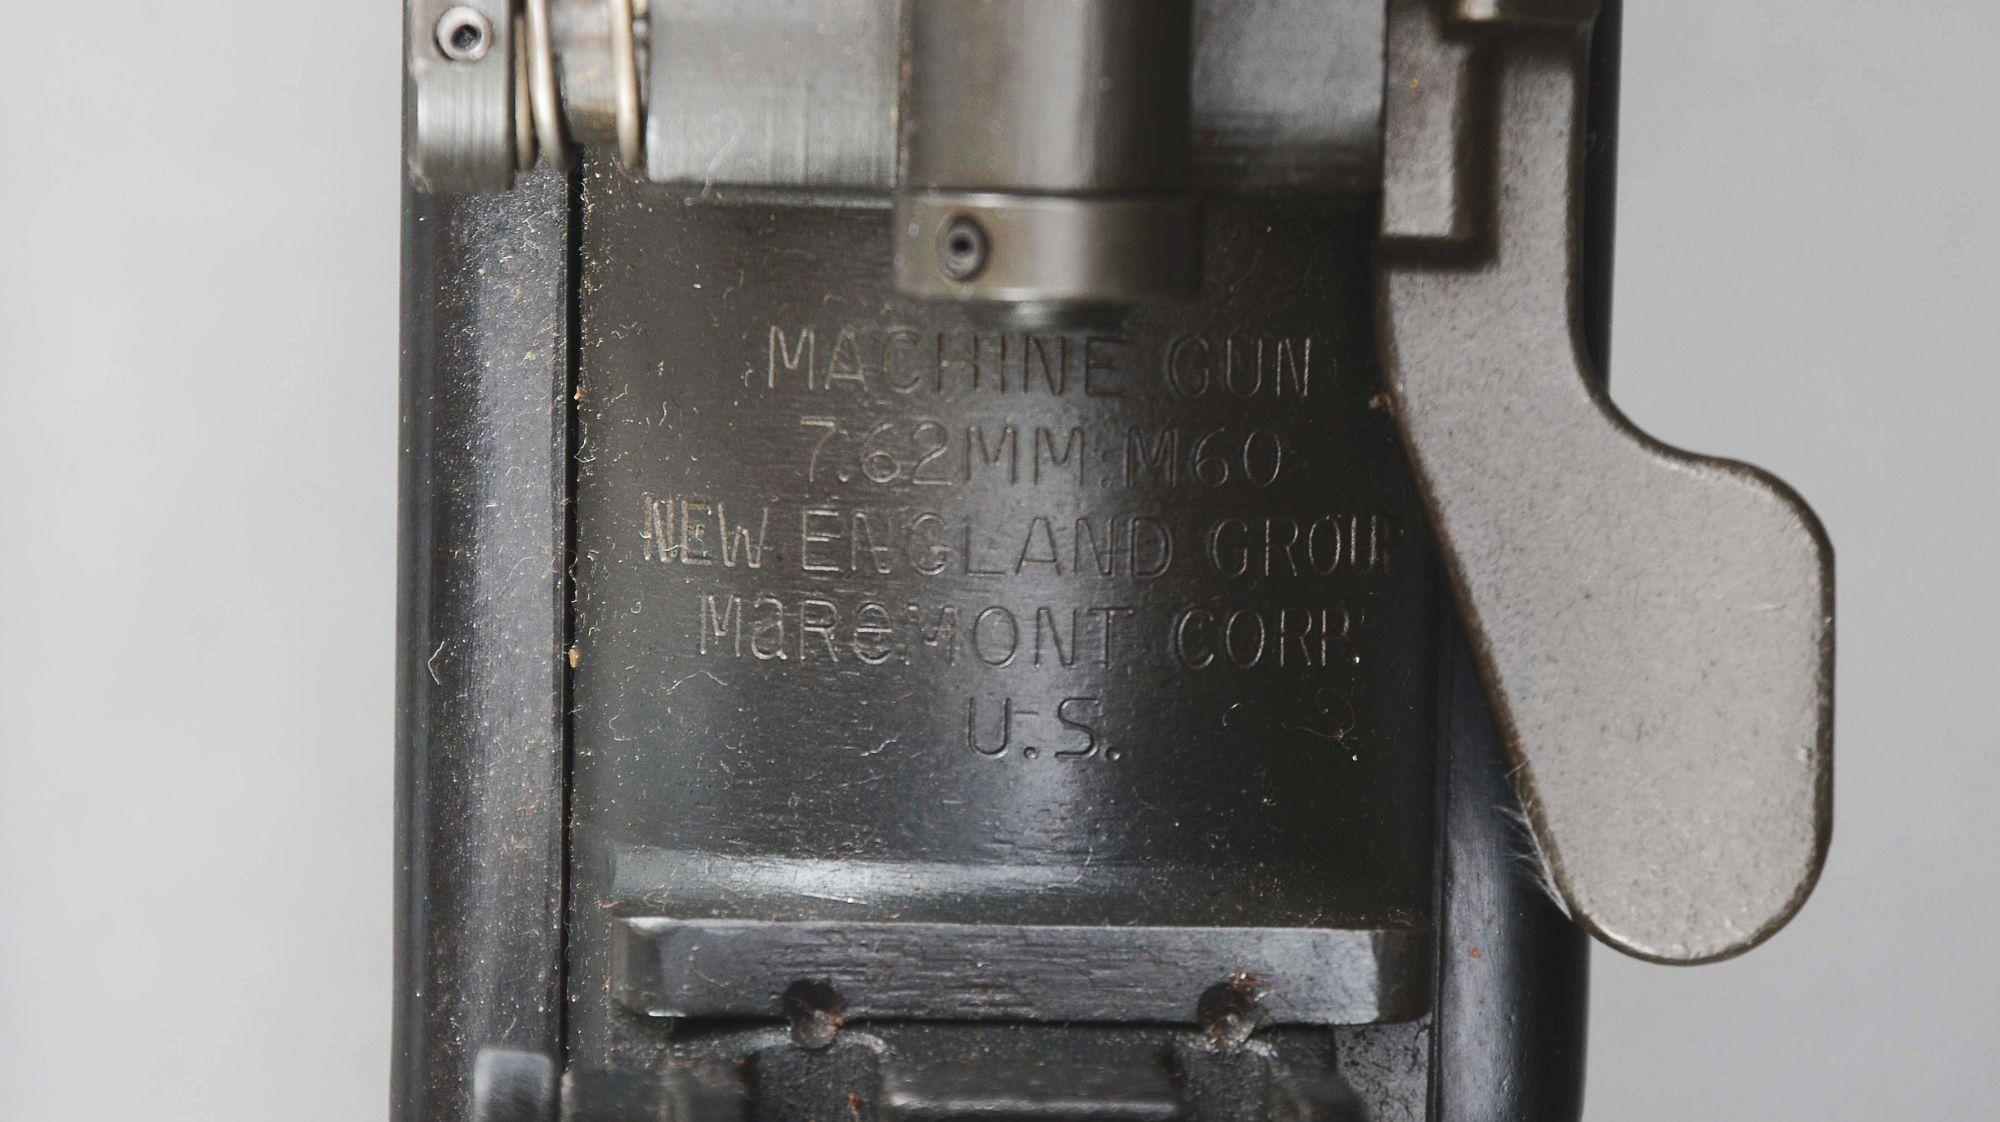 MACHINE GUN
7.62MM.M60
NEW ENGLAND GROUP
MaReMONT CORP.
U.S.